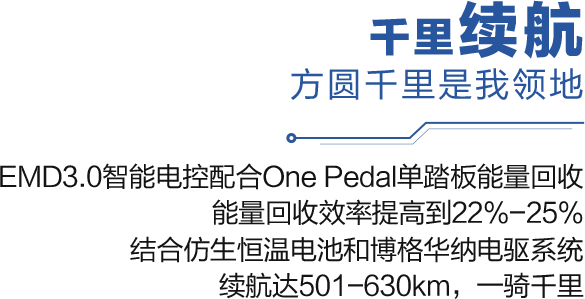 千里续航
方圆千里是我领地
EMD3.0智能电控配合One Pedal单踏板能量回收
能量回收效率提高到22%-25%
结合仿生恒温电池和博格华纳电驱系统
续航达501-630km，一骑千里